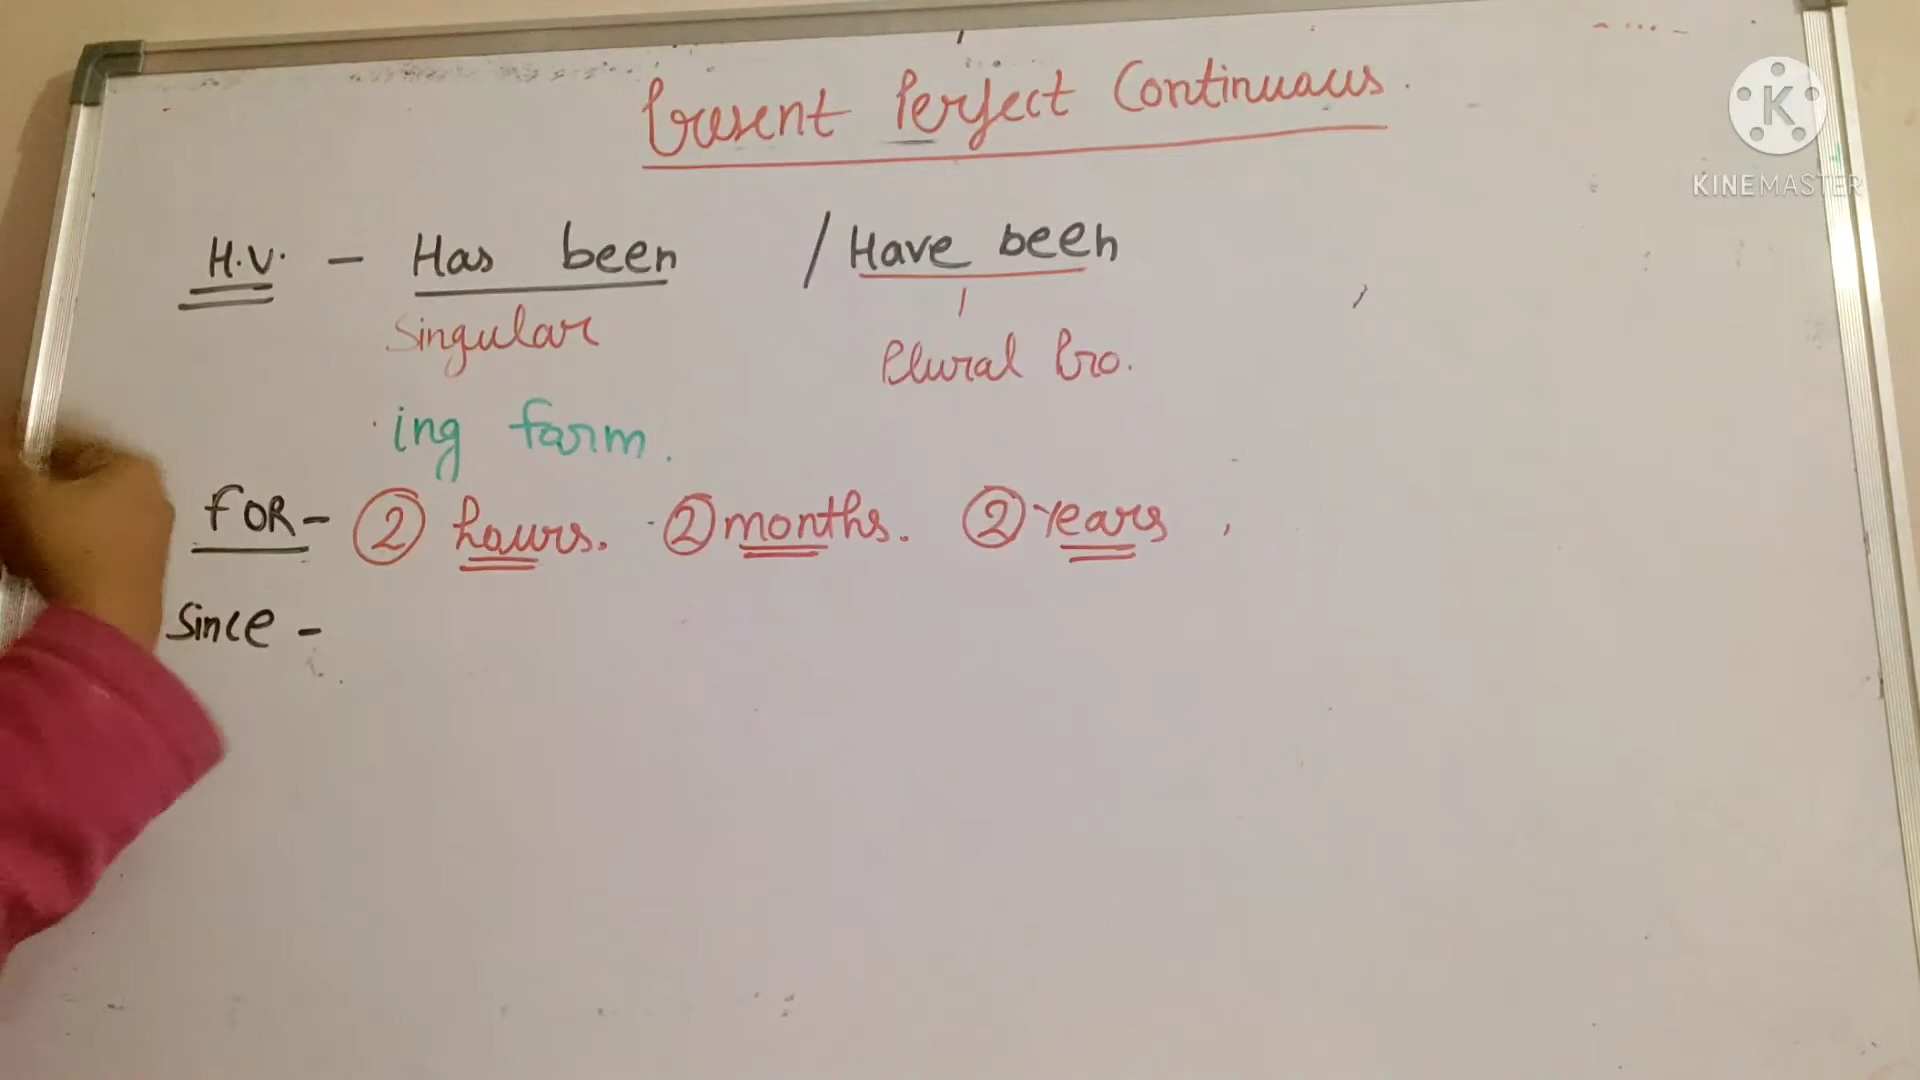 Present Perfect Continuous.
KINEMASTER
H.V. - Has been / Have been
Singular Plural Pro.
ing form.
FOR - 2 hours. 2 months. 2 Years,
Since -